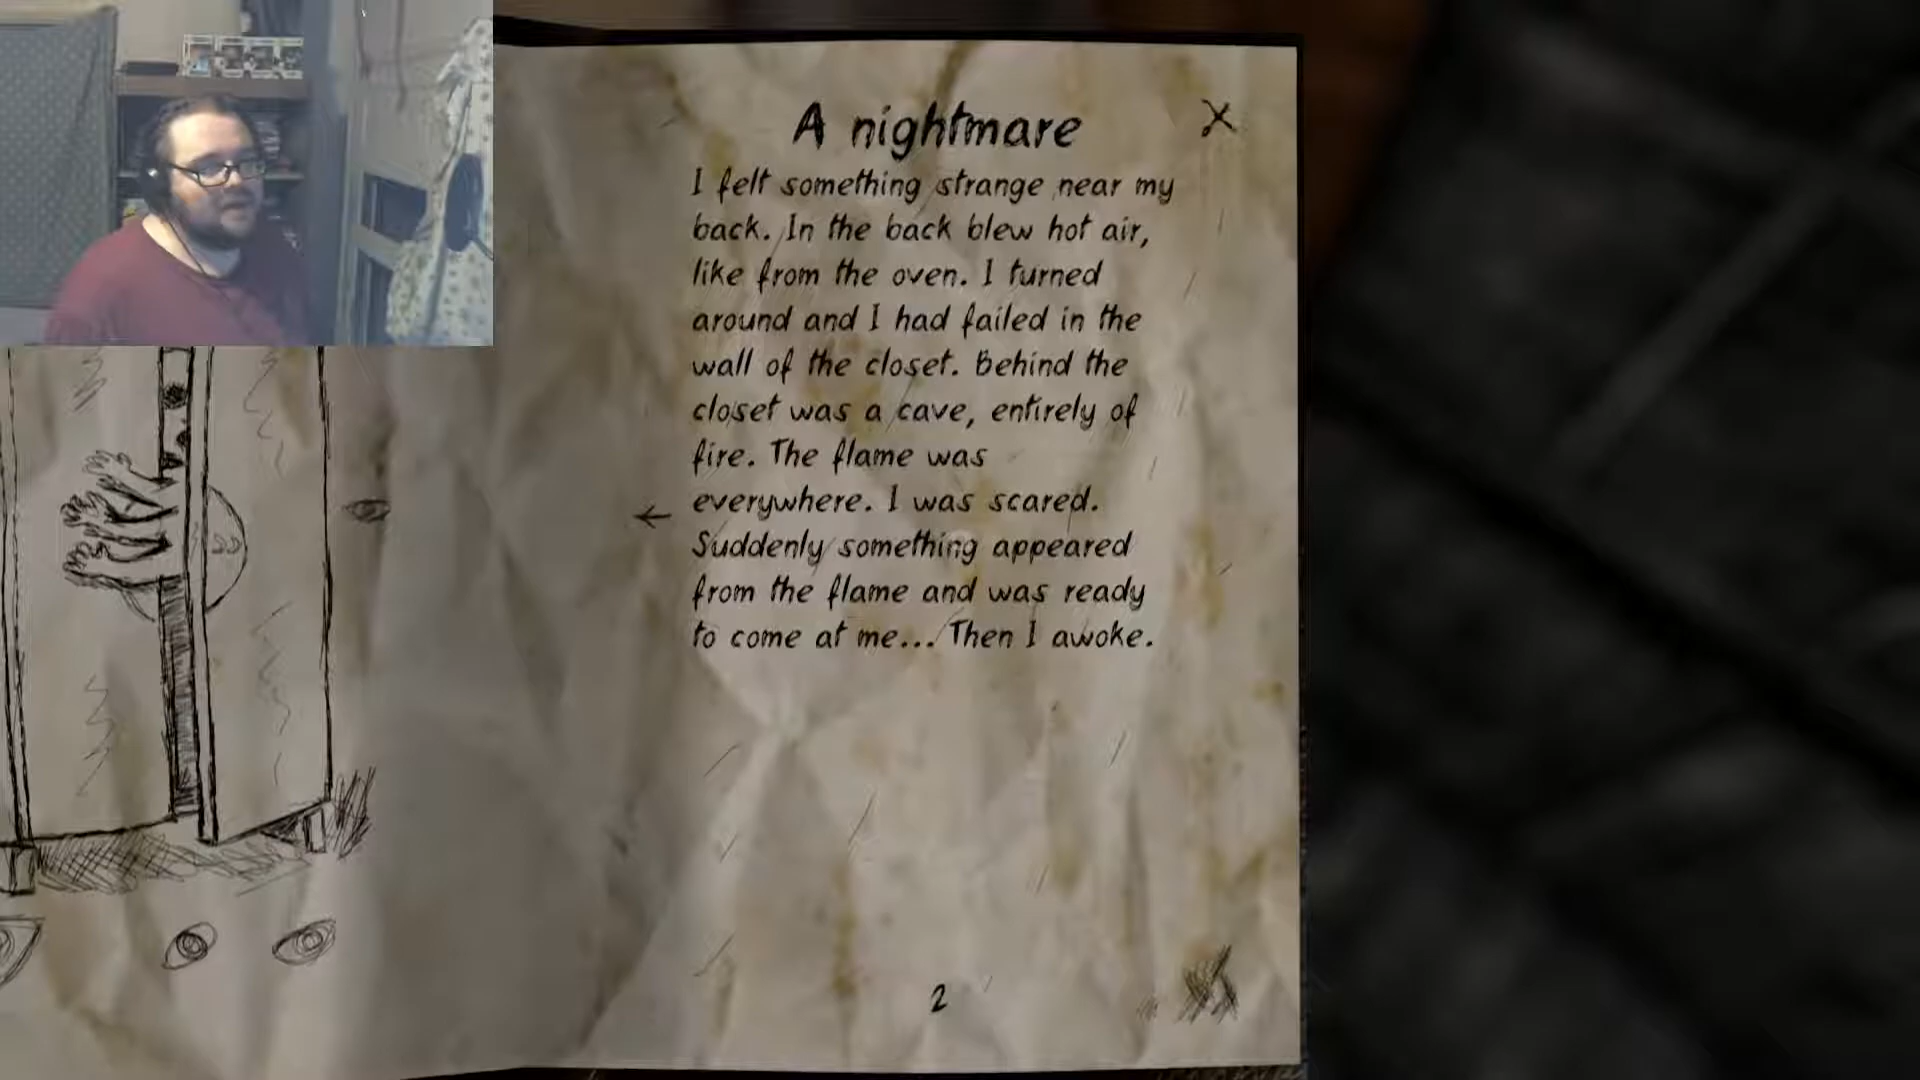 A nightmare
I felt something strange near my
back. In the back blew hot air,
like from the oven. I turned
around and I had failed in the
wall of the closet. Behind the
closet was a cave, entirely of
fire. The flame was
everywhere. I was scared.
Suddenly something appeared
from the flame and was ready
to come at me... Then I awoke.
2